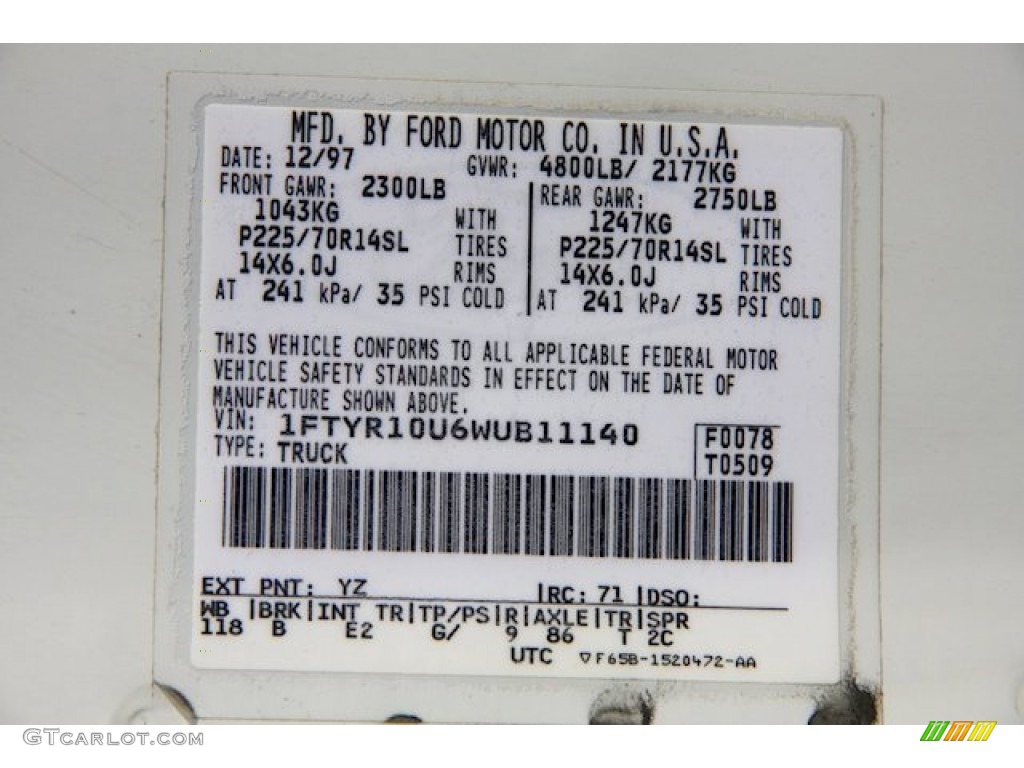 MFD. BY FORD MOTOR CO. IN U.S.A.
DATE: 12/97 GVWR: 4800LB/ 2177KG
FRONT GAWR: 2300LB REAR GAWR: 2750LB
1043KG WITH 1247KG WITH
P225/70R14SL TIRES P225/70R14SL TIRES
14X6.0J RIMS 14X6.0J RIMS
AT 241 kPa/ 35 PSI COLD AT 241 kPa/ 35 PSI COLD
THIS VEHICLE CONFORMS TO ALL APPLICABLE FEDERAL MOTOR
VEHICLE SAFETY STANDARDS IN EFFECT ON THE DATE OF
MANUFACTURE SHOWN ABOVE.
VIN: 1FTYR10U6WUB11140 F0078
TYPE: TRUCK T0509
EXT PNT: YZ |RC: 71 |DSO:
WB |BRK|INT TR|TP/PS|R|AXLE|TR|SPR
118 B E2 G/ 9 86 T 2C
UTC ▽F65B-1520472-AA
GTCarlot.com